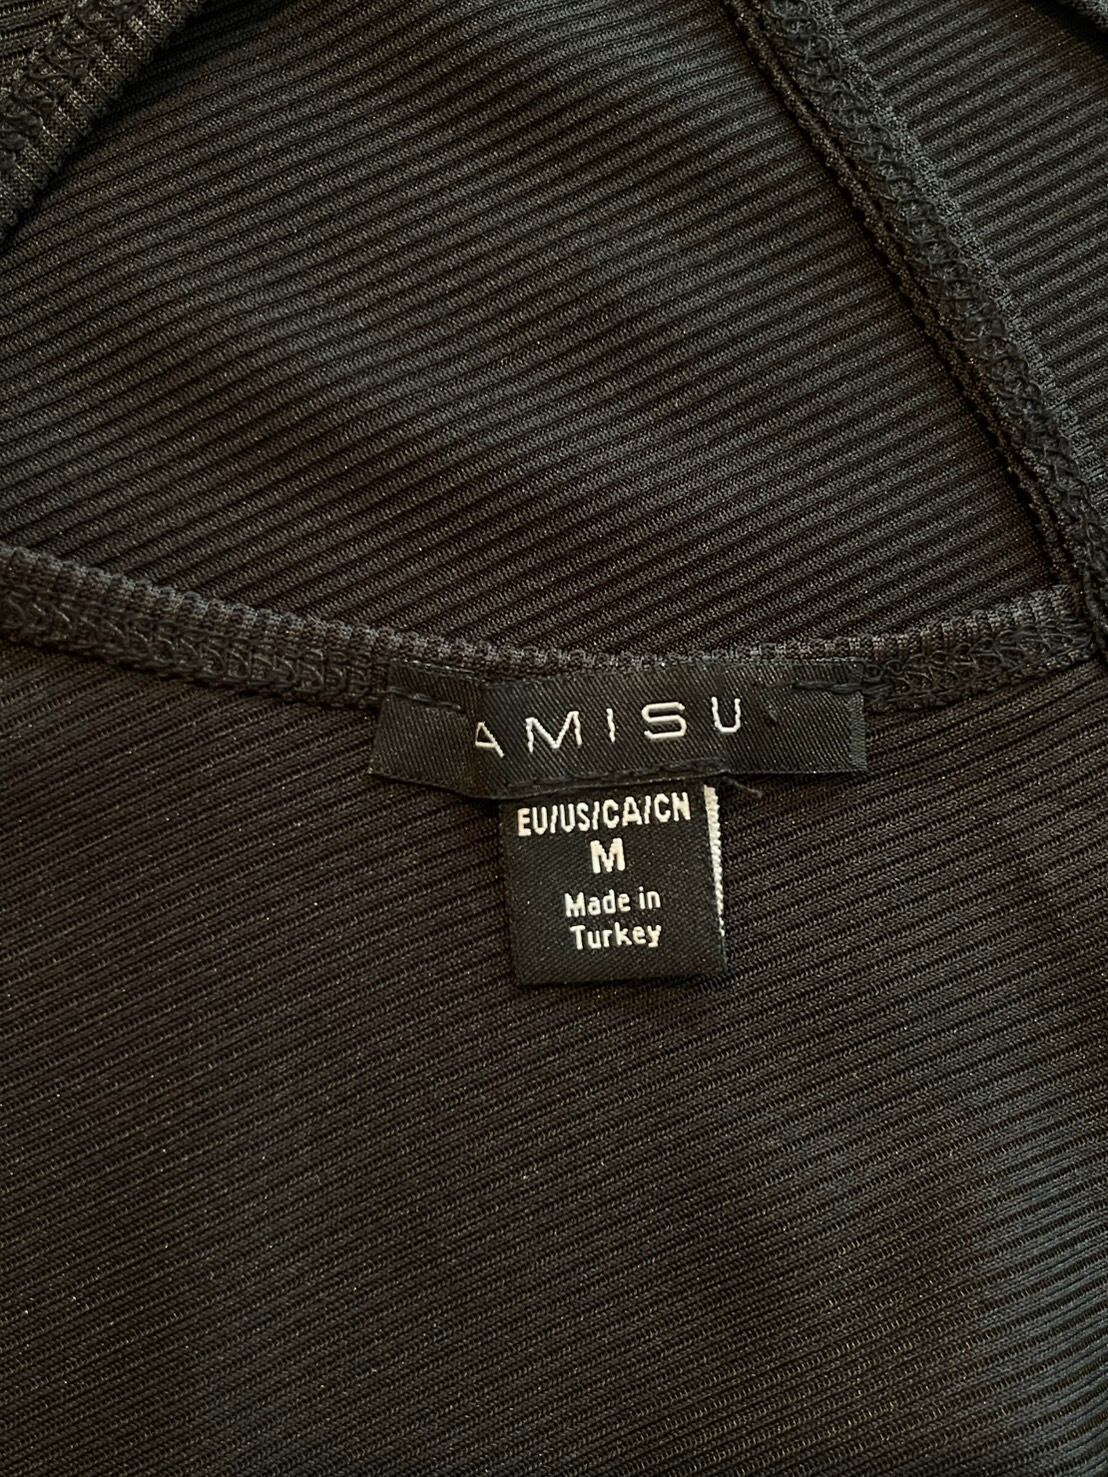 AMISU
EU/US/CA/CN
M
Made in
Turkey